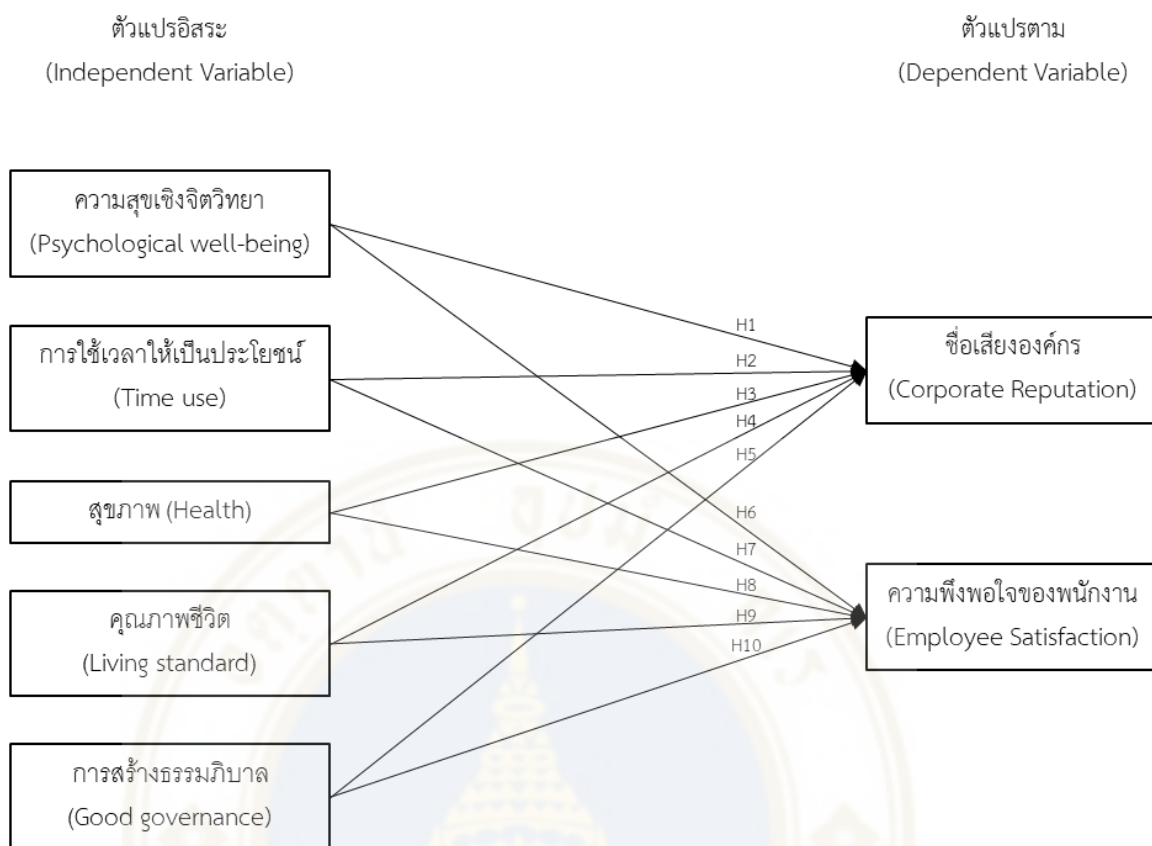 ตัวแปรอิสระ
(Independent Variable)
ตัวแปรตาม
(Dependent Variable)
ความสุขเชิงจิตวิทยา
(Psychological well-being)
การใช้เวลาให้เป็นประโยชน์
(Time use)
สุขภาพ (Health)
คุณภาพชีวิต
(Living standard)
การสร้างธรรมภิบาล
(Good governance)
H1
H2
H3
H4
H5
H6
H7
H8
H9
H10
ชื่อเสียงองค์กร
(Corporate Reputation)
ความพึงพอใจของพนักงาน
(Employee Satisfaction)